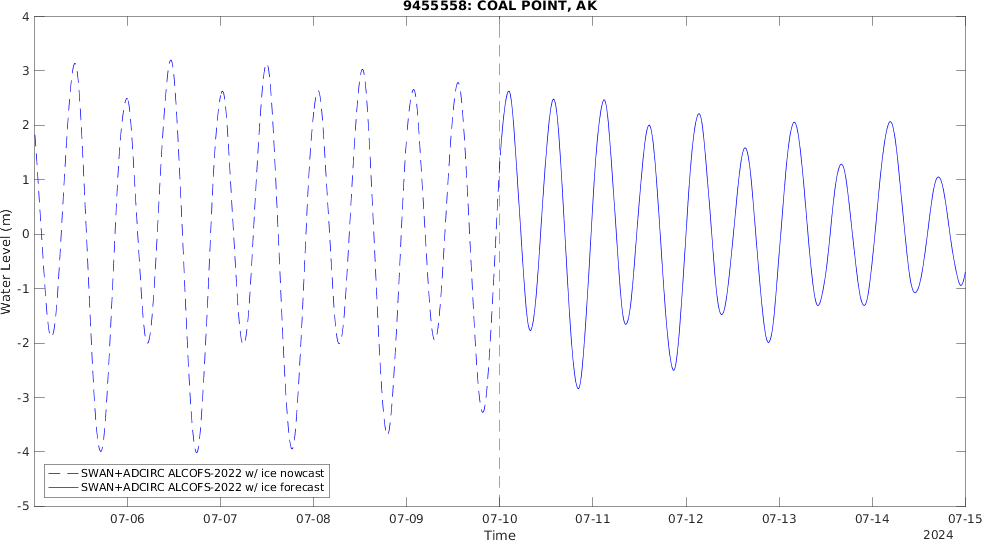 9455558: COAL POINT, AK
Water Level (m)
4
3
2
1
0
-1
-2
-3
-4
-5
SWAN+ADCIRC ALCOFS-2022 w/ ice nowcast
SWAN+ADCIRC ALCOFS-2022 w/ ice forecast
07-06 07-07 07-08 07-09 07-10 07-11 07-12 07-13 07-14 07-15
Time
2024